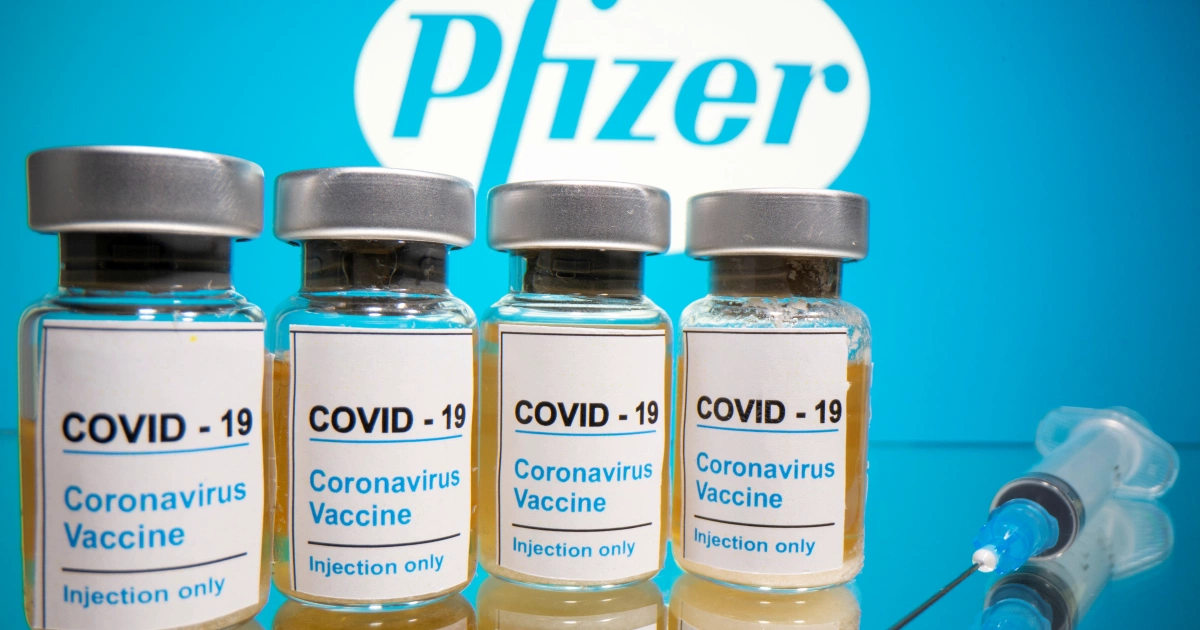 Pfizer
COVID - 19
Coronavirus
Vaccine
Injection only
COVID - 19
Coronavirus
Vaccine
Injection only
COVID - 19
Coronavirus
Vaccine
Injection only
COVID - 19
Coronavirus
Vaccine
Injection only